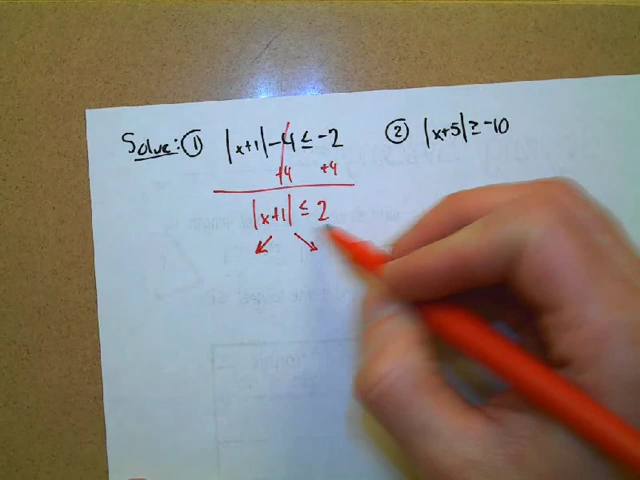 Solve: ① |x+1| - 4 ≤ -2
+4 +4
|x+1| ≤ 2
② |x+5| ≥ -10